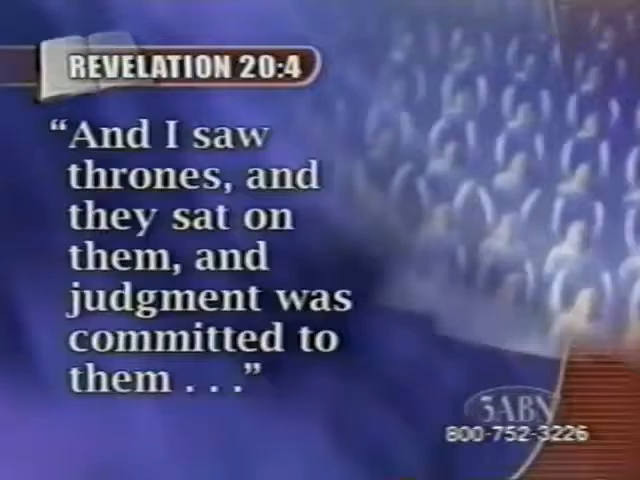 REVELATION 20:4
“And I saw
thrones, and
they sat on
them, and
judgment was
committed to
them . . .”
3ABN
800-752-3226